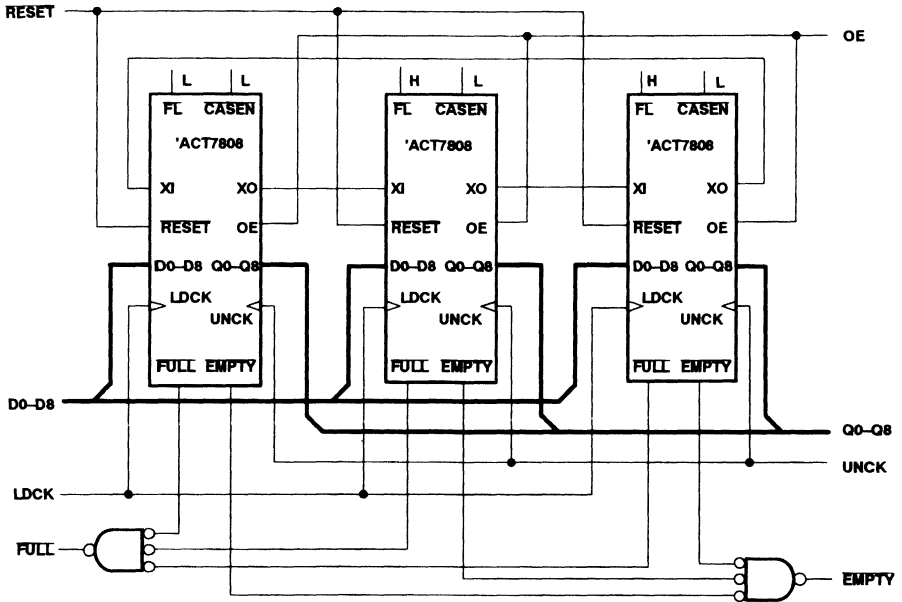 RESET
OE
L L H L H L
FL CASEN FL CASEN FL CASEN
'ACT7808 'ACT7808 'ACT7808
XI XO XI XO XI XO
RESET OE RESET OE RESET OE
D0–D8 Q0–Q8 D0–D8 Q0–Q8 D0–D8 Q0–Q8
LDCK LDCK LDCK
UNCK UNCK UNCK
FULL EMPTY FULL EMPTY FULL EMPTY
D0–D8
Q0–Q8
UNCK
LDCK
FULL
EMPTY